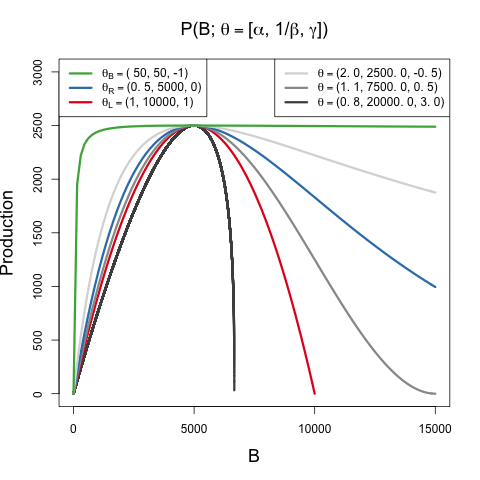 P(B; θ = [α, 1/β, γ])
θB = ( 50, 50, -1)
θR = (0. 5, 5000, 0)
θL = (1, 10000, 1)
θ = (2. 0, 2500. 0, -0. 5)
θ = (1. 1, 7500. 0, 0. 5)
θ = (0. 8, 20000. 0, 3. 0)
Production
3000
2500
2000
1500
1000
500
0
0 5000 10000 15000
B